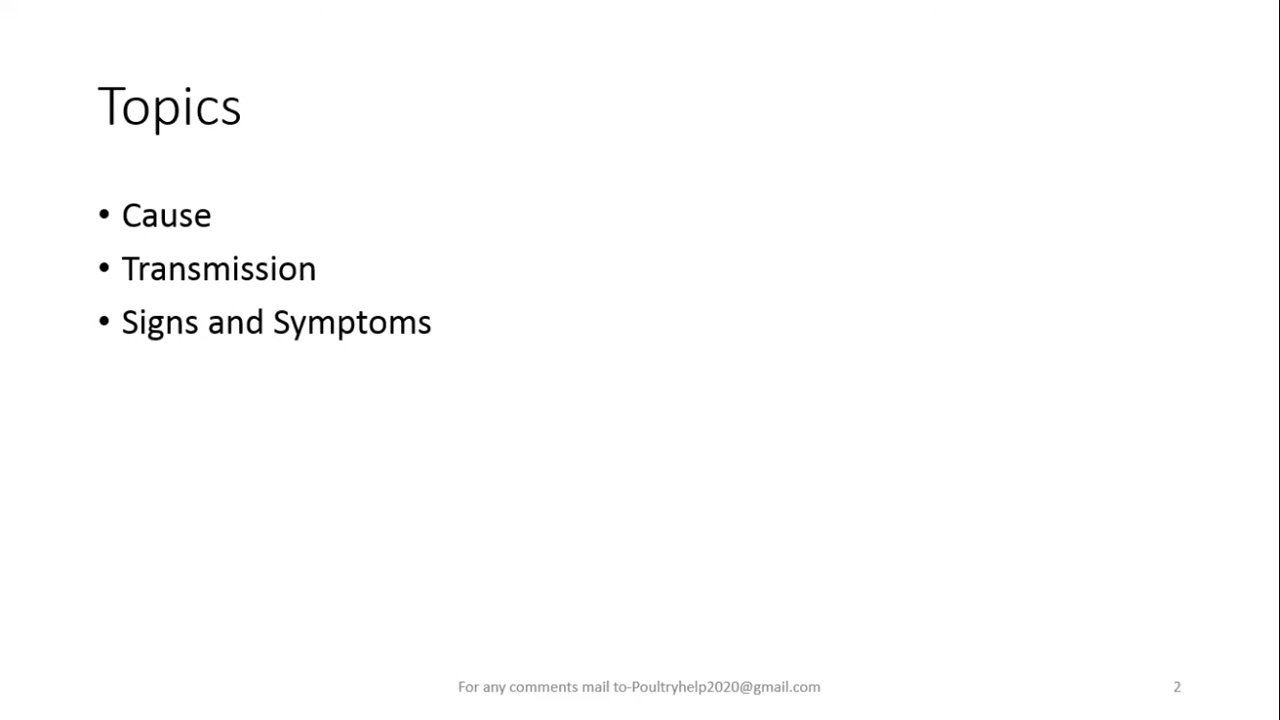 Topics
• Cause
• Transmission
• Signs and Symptoms
For any comments mail to-Poultryhelp2020@gmail.com
2